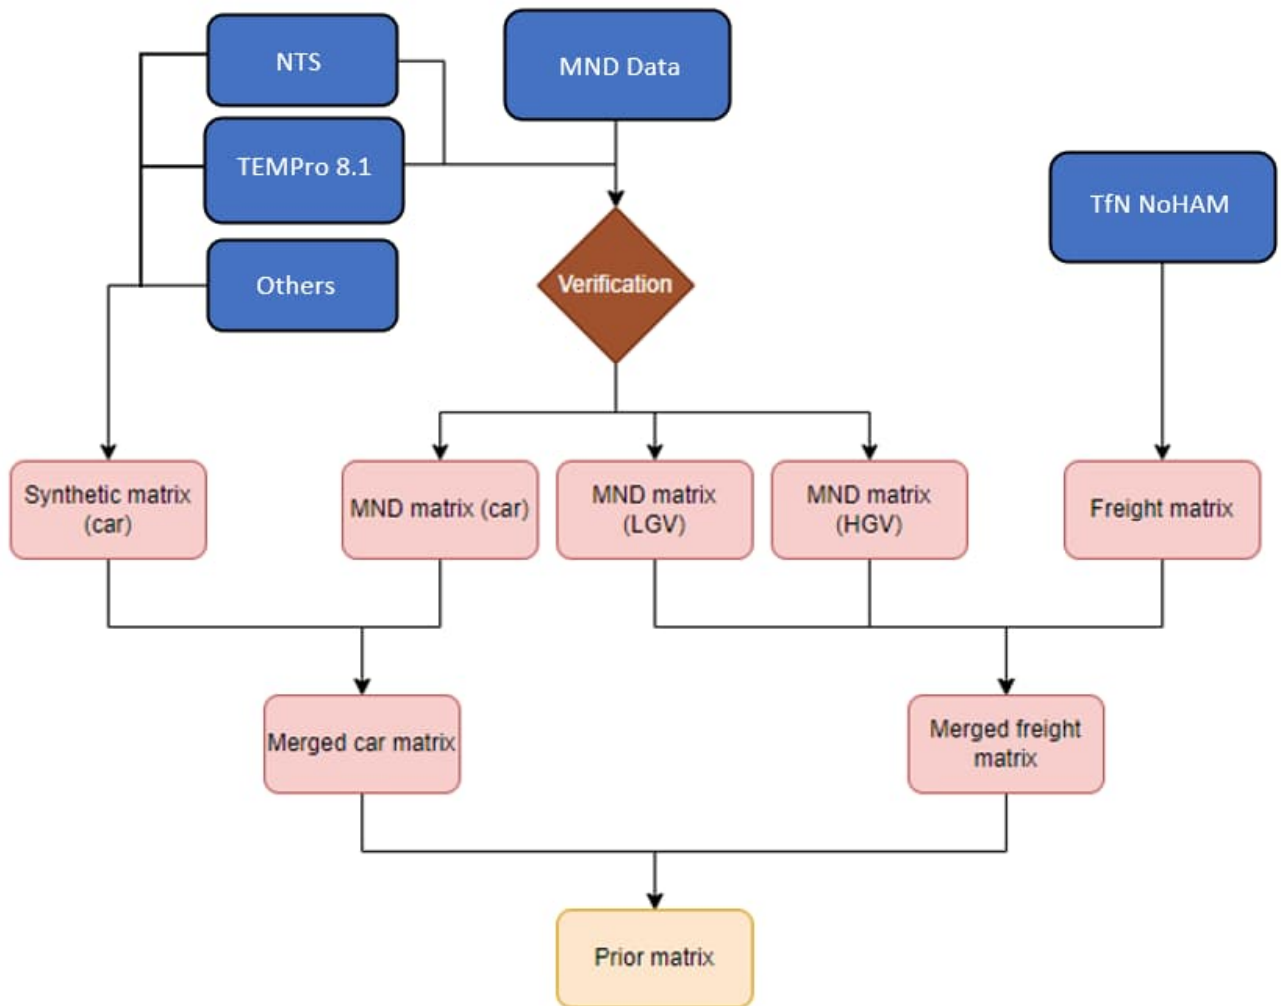 NTS
MND Data
TEMPro 8.1
TfN NoHAM
Others
Verification
Synthetic matrix
(car)
MND matrix (car)
MND matrix
(LGV)
MND matrix
(HGV)
Freight matrix
Merged car matrix
Merged freight
matrix
Prior matrix